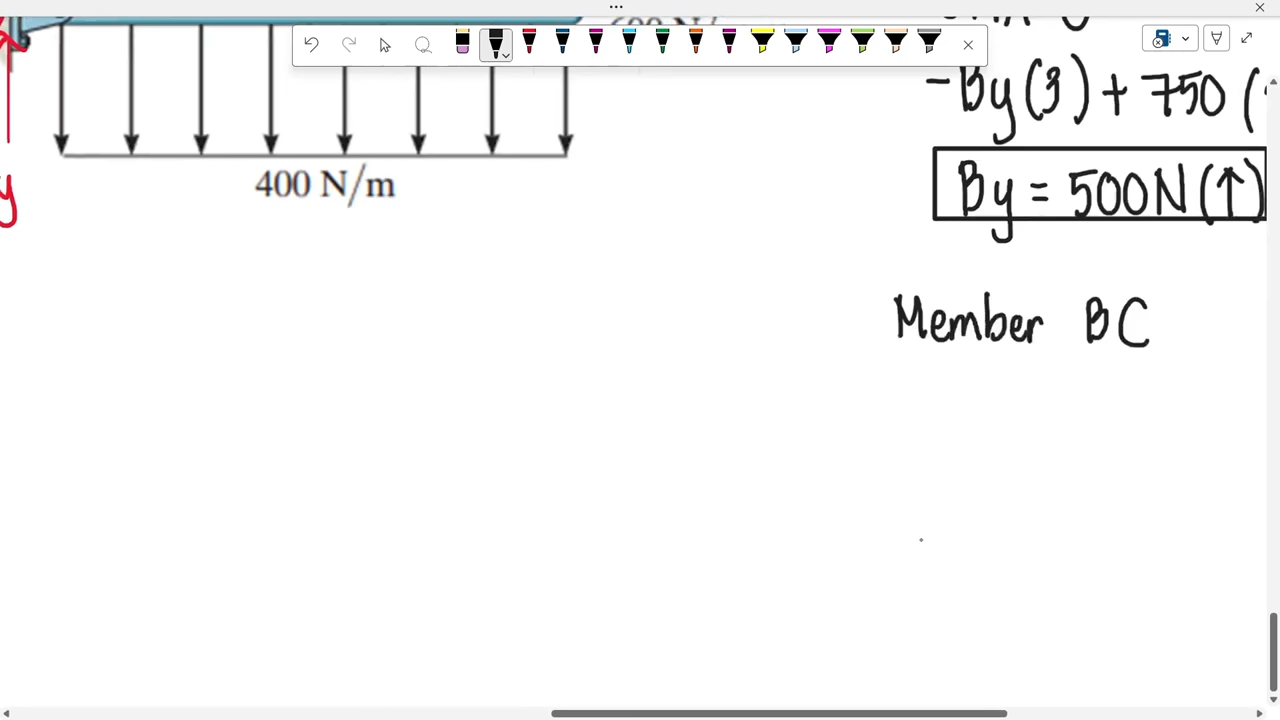 -By(3) + 750 (
400 N/m
y
By = 500N (↑)
Member BC